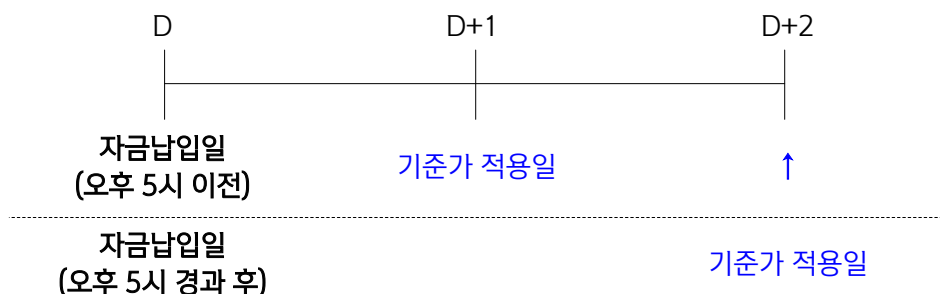 D D+1 D+2
자금납입일
(오후 5시 이전)
기준가 적용일
↑
자금납입일
(오후 5시 경과 후)
기준가 적용일